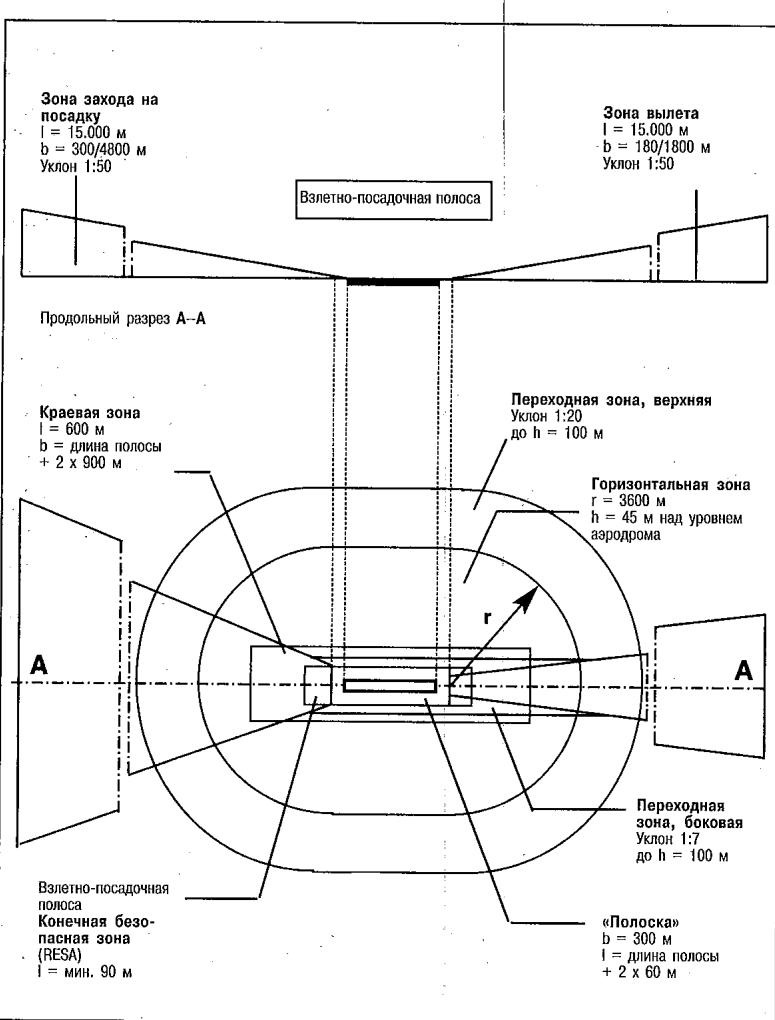 Зона захода на
посадку
l = 15.000 м
b = 300/4800 м
Уклон 1:50
Зона вылета
l = 15.000 м
b = 180/1800 м
Уклон 1:50
Взлетно-посадочная полоса
Продольный разрез А–А
Краевая зона
l = 600 м
b = длина полосы
+ 2 x 900 м
Переходная зона, верхняя
Уклон 1:20
до h = 100 м
Горизонтальная зона
r = 3600 м
h = 45 м над уровнем
аэродрома
r
А
А
Переходная
зона, боковая
Уклон 1:7
до h = 100 м
Взлетно-посадочная
полоса
Конечная безо-
пасная зона
(RESA)
l = мин. 90 м
«Полоска»
b = 300 м
l = длина полосы
+ 2 x 60 м